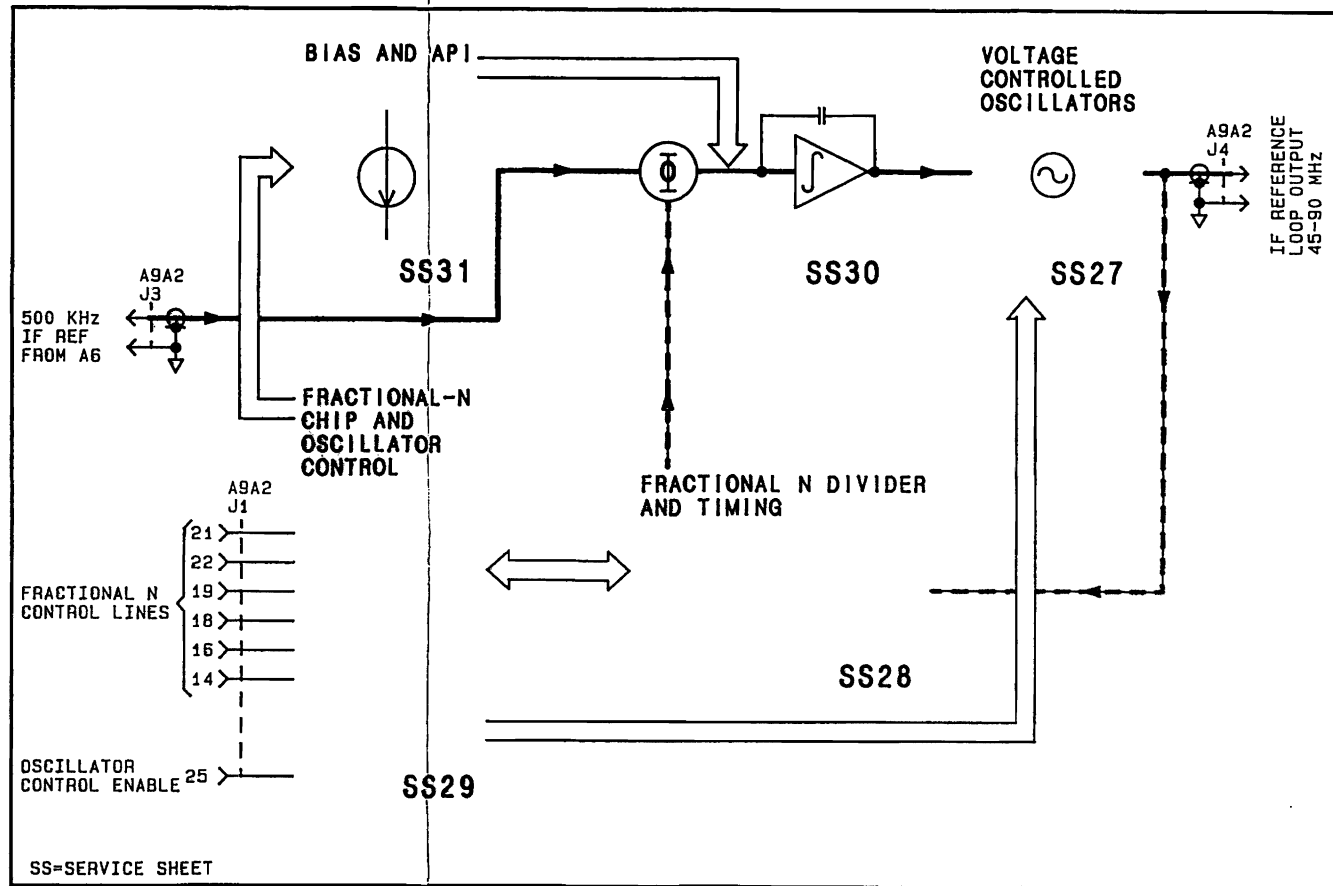 BIAS AND API
VOLTAGE
CONTROLLED
OSCILLATORS
A9A2
J4
IF REFERENCE
LOOP OUTPUT
45-90 MHz
Φ
∫
SS31
SS30
SS27
A9A2
J3
500 KHz
IF REF
FROM A6
FRACTIONAL-N
CHIP AND
OSCILLATOR
CONTROL
FRACTIONAL N DIVIDER
AND TIMING
A9A2
J1
21
22
19
18
16
14
FRACTIONAL N
CONTROL LINES
SS28
OSCILLATOR
CONTROL ENABLE
25
SS29
SS=SERVICE SHEET